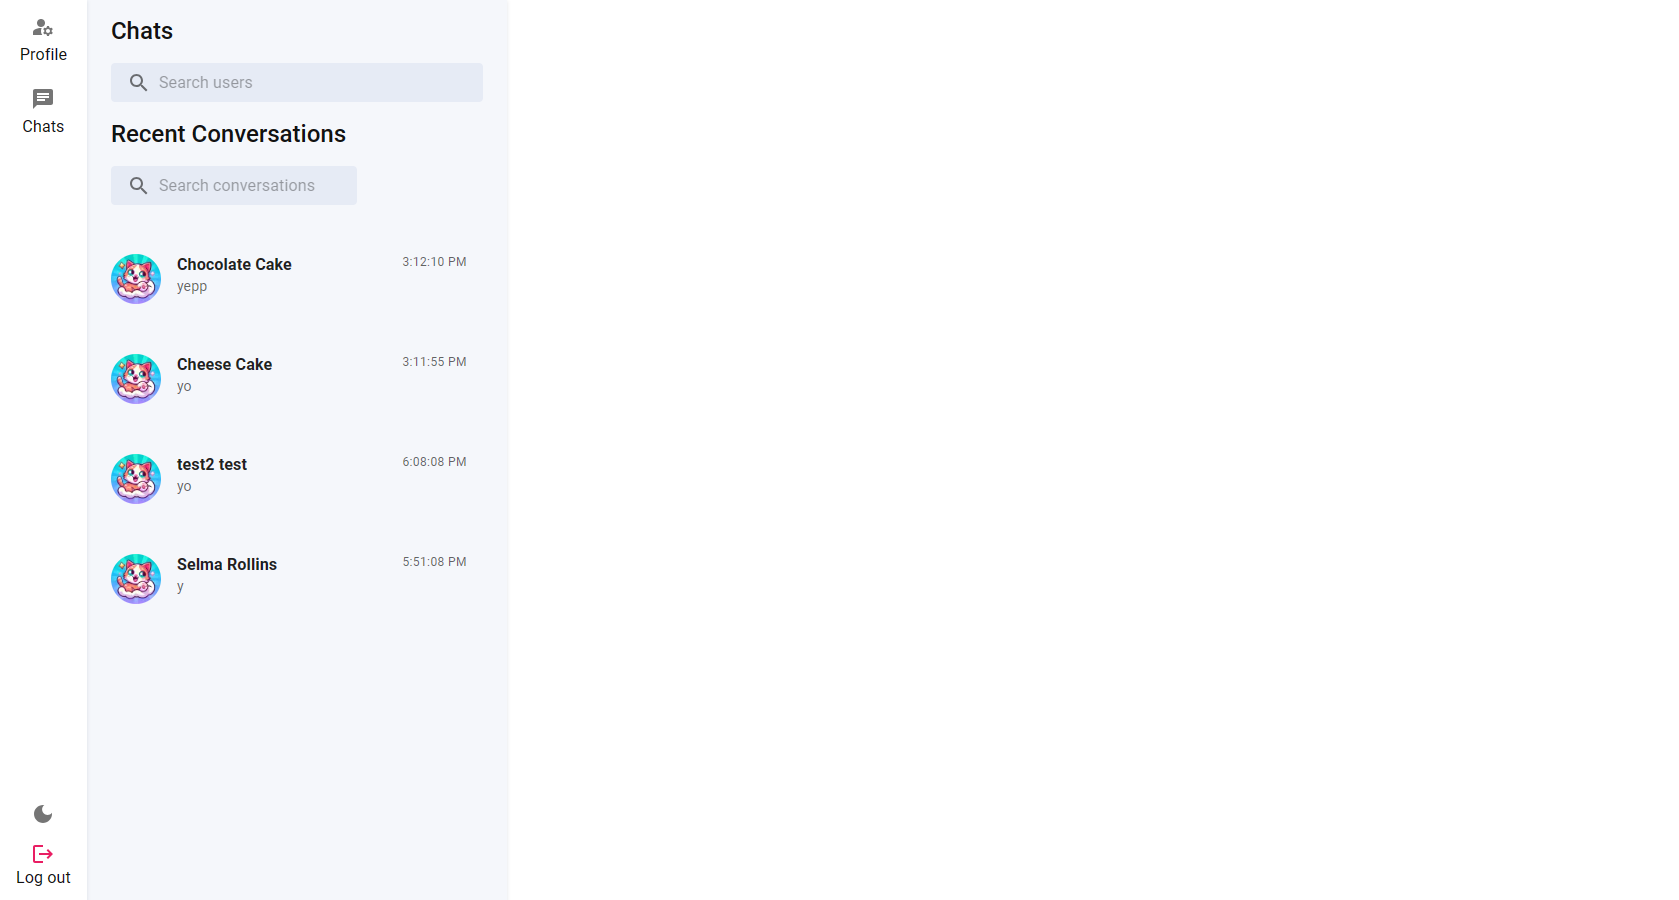 Profile
Chats
Chats
Search users
Recent Conversations
Search conversations
Chocolate Cake 3:12:10 PM
yepp
Cheese Cake 3:11:55 PM
yo
test2 test 6:08:08 PM
yo
Selma Rollins 5:51:08 PM
y
Log out